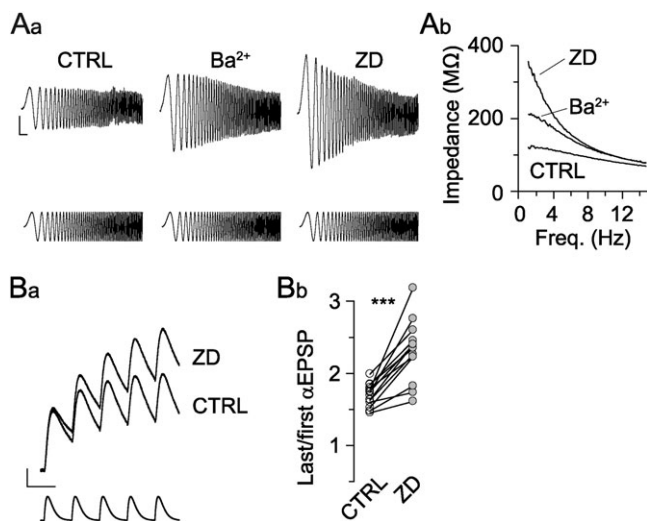 Aa
CTRL
Ba²⁺
ZD
Ab
Impedance (MΩ)
400
200
0
ZD
Ba²⁺
CTRL
0
4
8
12
Freq. (Hz)
Ba
ZD
CTRL
Bb
Last/first αEPSP
3
2
1
***
CTRL
ZD